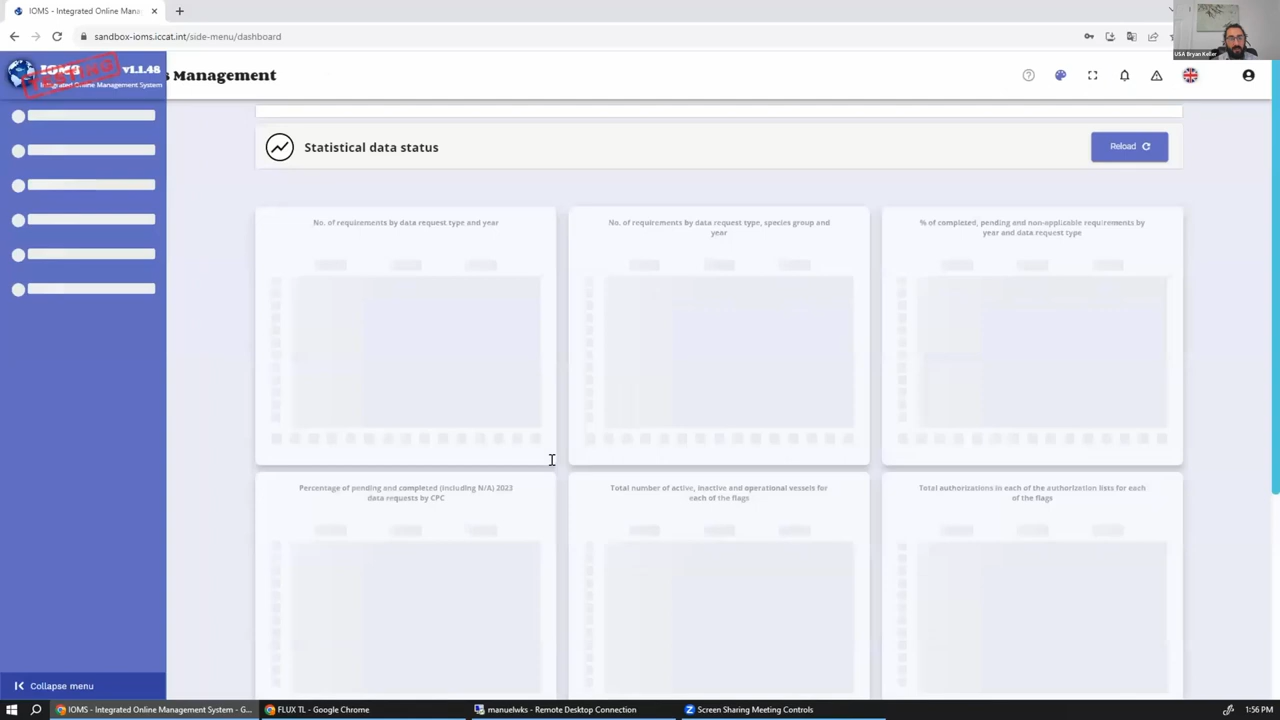 IOMS - Integrated Online Mana
sandbox-ioms.iccat.int/side-menu/dashboard
USA Bryan Keller
IOMS v1.1.48
Integrated Online Management System
TESTING
s Management
Statistical data status
Reload
No. of requirements by data request type and year
No. of requirements by data request type, species group and
year
% of completed, pending and non-applicable requirements by
year and data request type
Percentage of pending and completed (including N/A) 2023
data requests by CPC
Total number of active, inactive and operational vessels for
each of the flags
Total authorizations in each of the authorization lists for each
of the flags
Collapse menu
IOMS - Integrated Online Management System - G...
FLUX TL - Google Chrome
manuelwks - Remote Desktop Connection
Screen Sharing Meeting Controls
1:56 PM